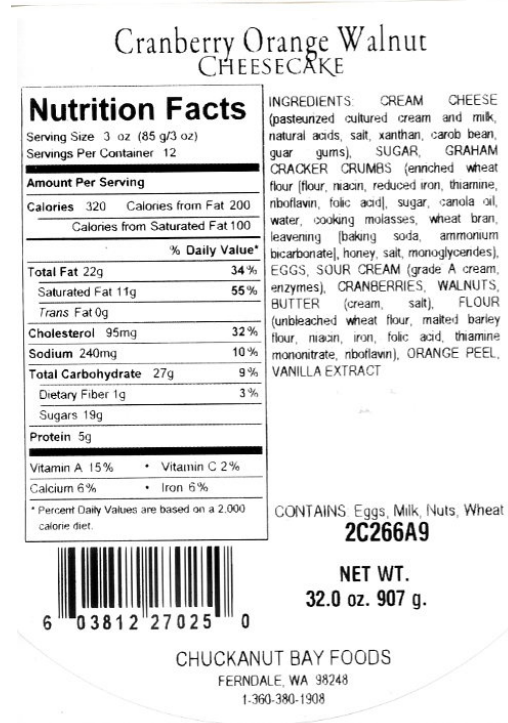 Cranberry Orange Walnut
CHEESECAKE
Nutrition Facts
Serving Size 3 oz (85 g/3 oz)
Servings Per Container 12
Amount Per Serving
Calories 320 Calories from Fat 200
Calories from Saturated Fat 100
% Daily Value*
Total Fat 22g 34%
Saturated Fat 11g 55%
Trans Fat 0g
Cholesterol 95mg 32%
Sodium 240mg 10%
Total Carbohydrate 27g 9%
Dietary Fiber 1g 3%
Sugars 19g
Protein 5g
Vitamin A 15% • Vitamin C 2%
Calcium 6% • Iron 6%
* Percent Daily Values are based on a 2,000
calorie diet.
INGREDIENTS: CREAM CHEESE
(pasteurized cultured cream and milk,
natural acids, salt, xanthan, carob bean,
guar gums), SUGAR, GRAHAM
CRACKER CRUMBS (enriched wheat
flour [flour, niacin, reduced iron, thiamine,
riboflavin, folic acid], sugar, canola oil,
water, cooking molasses, wheat bran,
leavening [baking soda, ammonium
bicarbonate], honey, salt, monoglycerides),
EGGS, SOUR CREAM (grade A cream,
enzymes), CRANBERRIES, WALNUTS,
BUTTER (cream, salt), FLOUR
(unbleached wheat flour, malted barley
flour, niacin, iron, folic acid, thiamine
mononitrate, riboflavin), ORANGE PEEL,
VANILLA EXTRACT
CONTAINS: Eggs, Milk, Nuts, Wheat
2C266A9
NET WT.
32.0 oz. 907 g.
6 03812 27025 0
CHUCKANUT BAY FOODS
FERNDALE, WA 98248
1-360-380-1908